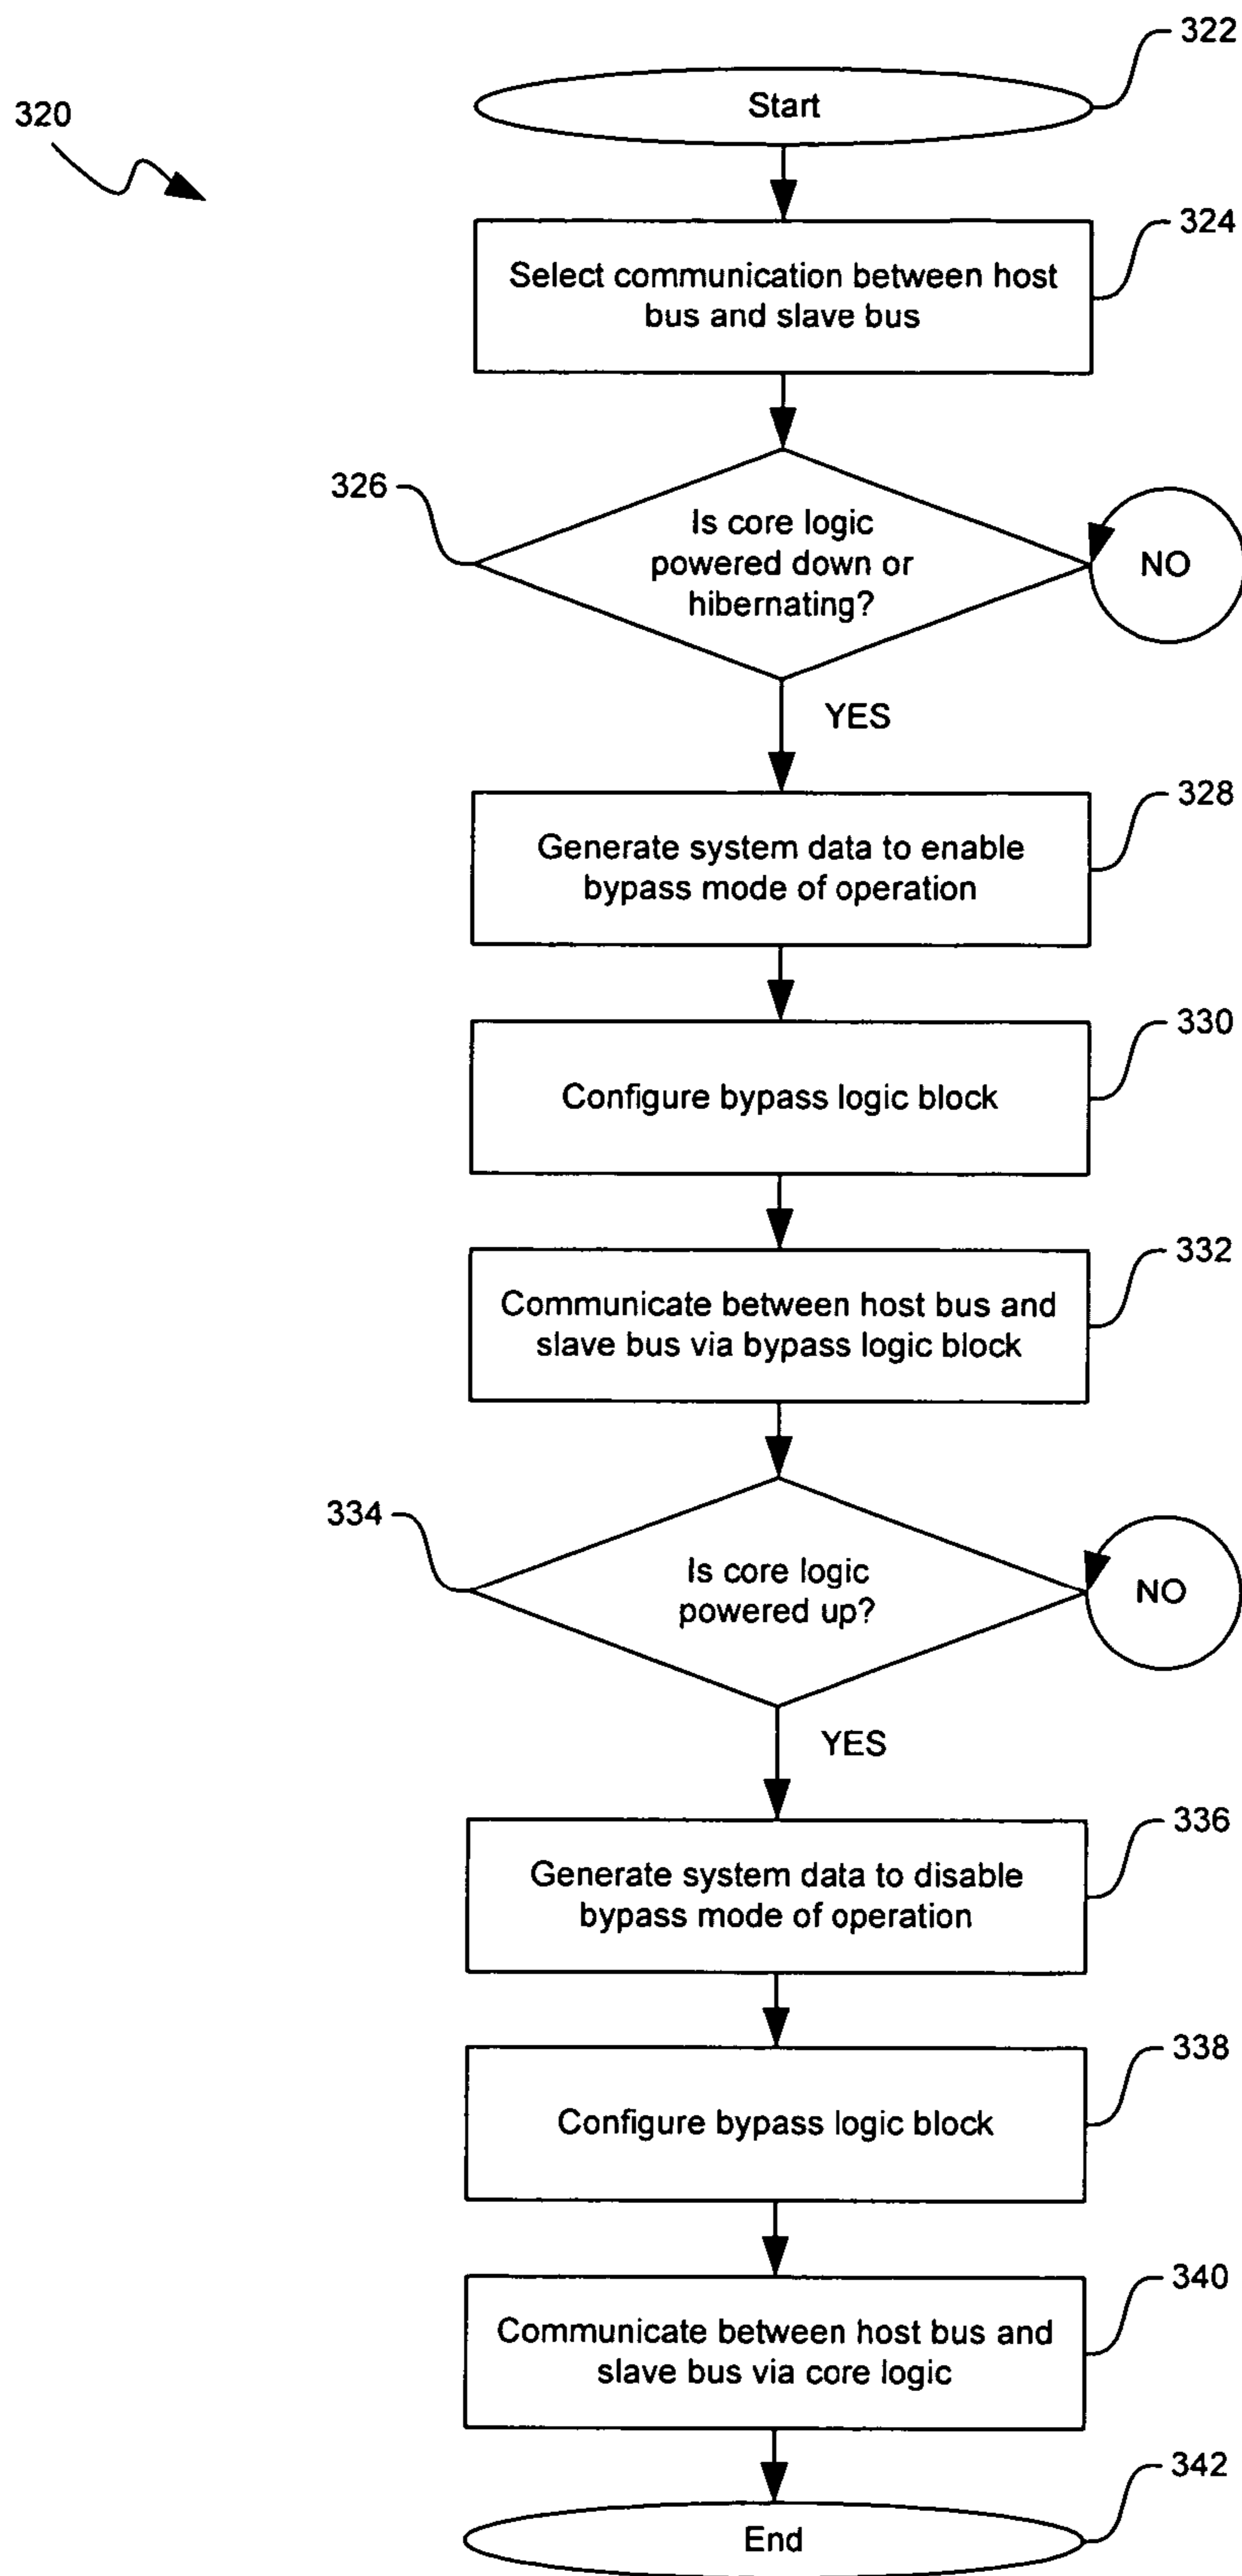 322
Start
320
324
Select communication between host
bus and slave bus
326
Is core logic
powered down or
hibernating?
NO
YES
328
Generate system data to enable
bypass mode of operation
330
Configure bypass logic block
332
Communicate between host bus and
slave bus via bypass logic block
334
Is core logic
powered up?
NO
YES
336
Generate system data to disable
bypass mode of operation
338
Configure bypass logic block
340
Communicate between host bus and
slave bus via core logic
342
End